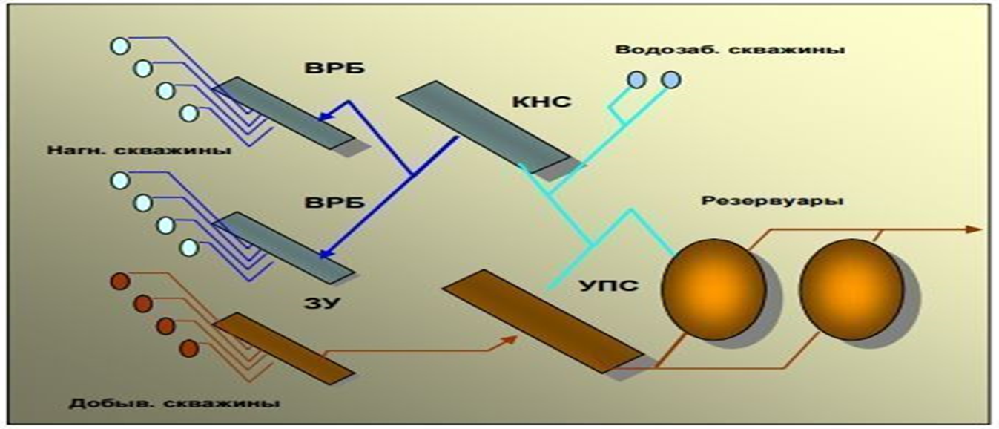 Водозаб. скважины
ВРБ
КНС
Нагн. скважины
ВРБ
Резервуары
УПС
ЗУ
Добыв. скважины